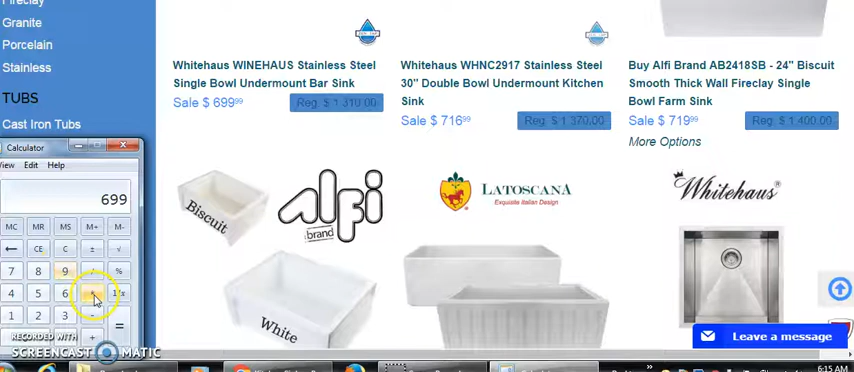 Fireclay
Granite
Porcelain
Stainless
TUBS
Cast Iron Tubs
Whitehaus WINEHAUS Stainless Steel
Single Bowl Undermount Bar Sink
Sale $ 699⁹⁹ Reg. $ 1 310.00
Whitehaus WHNC2917 Stainless Steel
30" Double Bowl Undermount Kitchen
Sink
Sale $ 716⁹⁹ Reg. $ 1 370.00
Buy Alfi Brand AB2418SB - 24" Biscuit
Smooth Thick Wall Fireclay Single
Bowl Farm Sink
Sale $ 719⁹⁹ Reg. $ 1 400.00
More Options
Calculator
View Edit Help
699
MC MR MS M+ M-
← CE C ± √
7 8 9 / %
4 5 6 * 1/x
1 2 3 - =
+
Biscuit
alfi
brand
White
LATOSCANA
Exquisite Italian Design
Whitehaus
Leave a message
RECORDED WITH
SCREENCAST MATIC
6:15 AM